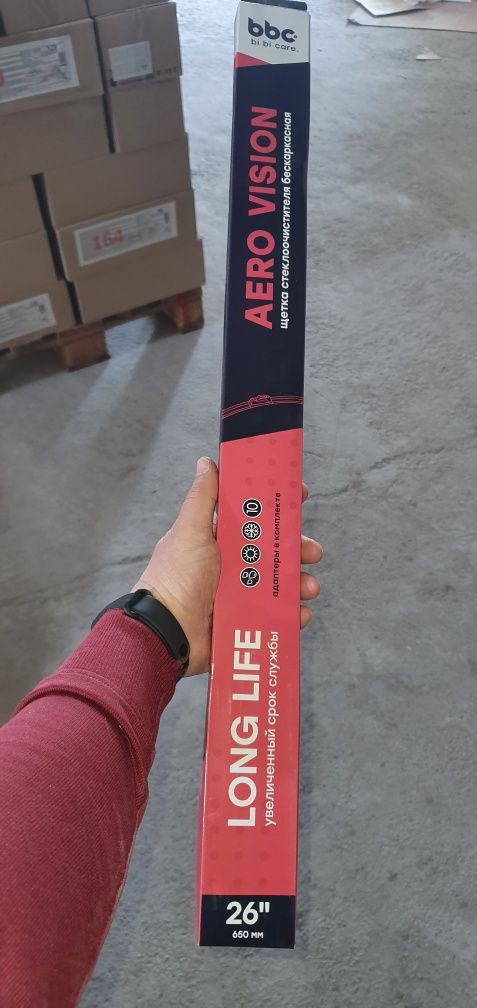 bbc
bi bi care.
AERO VISION
щетка стеклоочистителя бескаркасная
10
адаптеры в комплекте
LONG LIFE
увеличенный срок службы
26"
650 мм
164